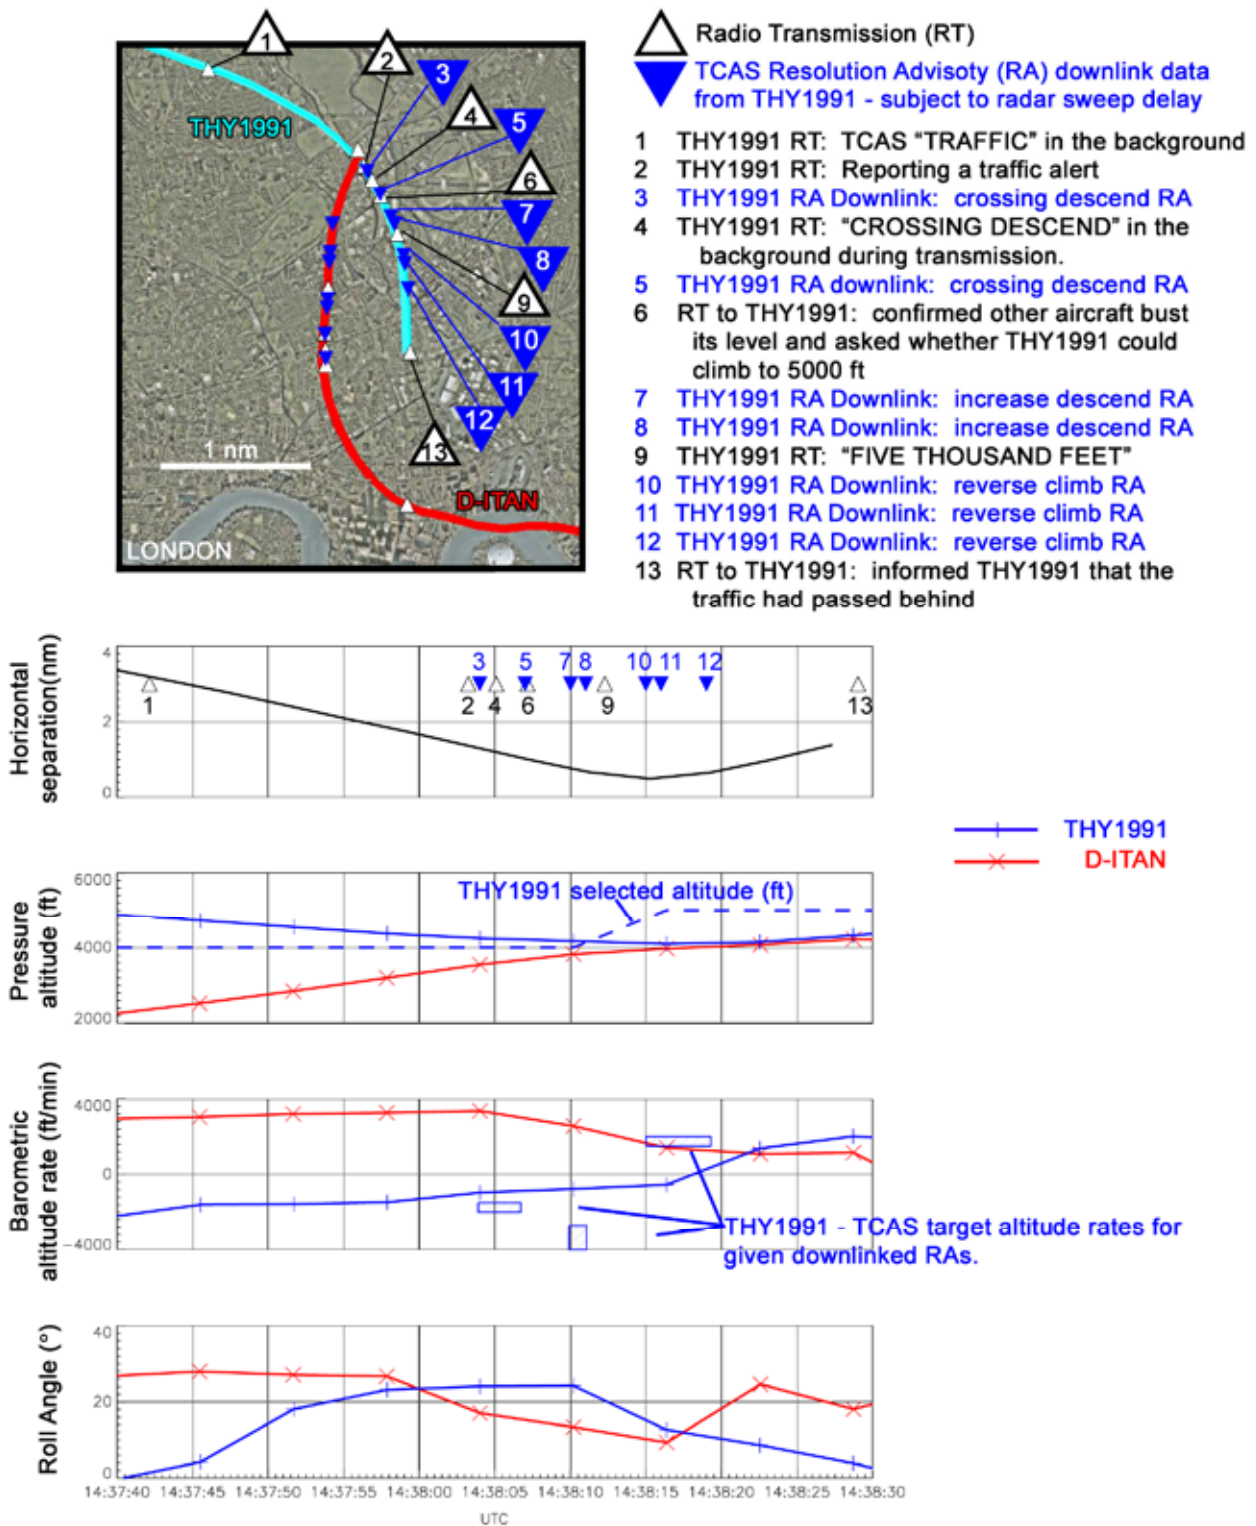 Radio Transmission (RT)
TCAS Resolution Advisoty (RA) downlink data
from THY1991 - subject to radar sweep delay
1 THY1991 RT: TCAS “TRAFFIC” in the background
2 THY1991 RT: Reporting a traffic alert
3 THY1991 RA Downlink: crossing descend RA
4 THY1991 RT: “CROSSING DESCEND” in the
background during transmission.
5 THY1991 RA downlink: crossing descend RA
6 RT to THY1991: confirmed other aircraft bust
its level and asked whether THY1991 could
climb to 5000 ft
7 THY1991 RA Downlink: increase descend RA
8 THY1991 RA Downlink: increase descend RA
9 THY1991 RT: “FIVE THOUSAND FEET”
10 THY1991 RA Downlink: reverse climb RA
11 THY1991 RA Downlink: reverse climb RA
12 THY1991 RA Downlink: reverse climb RA
13 RT to THY1991: informed THY1991 that the
traffic had passed behind
1
2
3
THY1991
4
5
6
7
8
9
10
11
12
13
1 nm
D-ITAN
LONDON
Horizontal
separation(nm)
4
2
0
3 5 7 8 10 11 12
1 2 4 6 9 13
THY1991
D-ITAN
Pressure
altitude (ft)
6000
4000
2000
THY1991 selected altitude (ft)
Barometric
altitude rate (ft/min)
4000
0
-4000
THY1991 - TCAS target altitude rates for
given downlinked RAs.
Roll Angle (°)
40
20
0
14:37:40 14:37:45 14:37:50 14:37:55 14:38:00 14:38:05 14:38:10 14:38:15 14:38:20 14:38:25 14:38:30
UTC